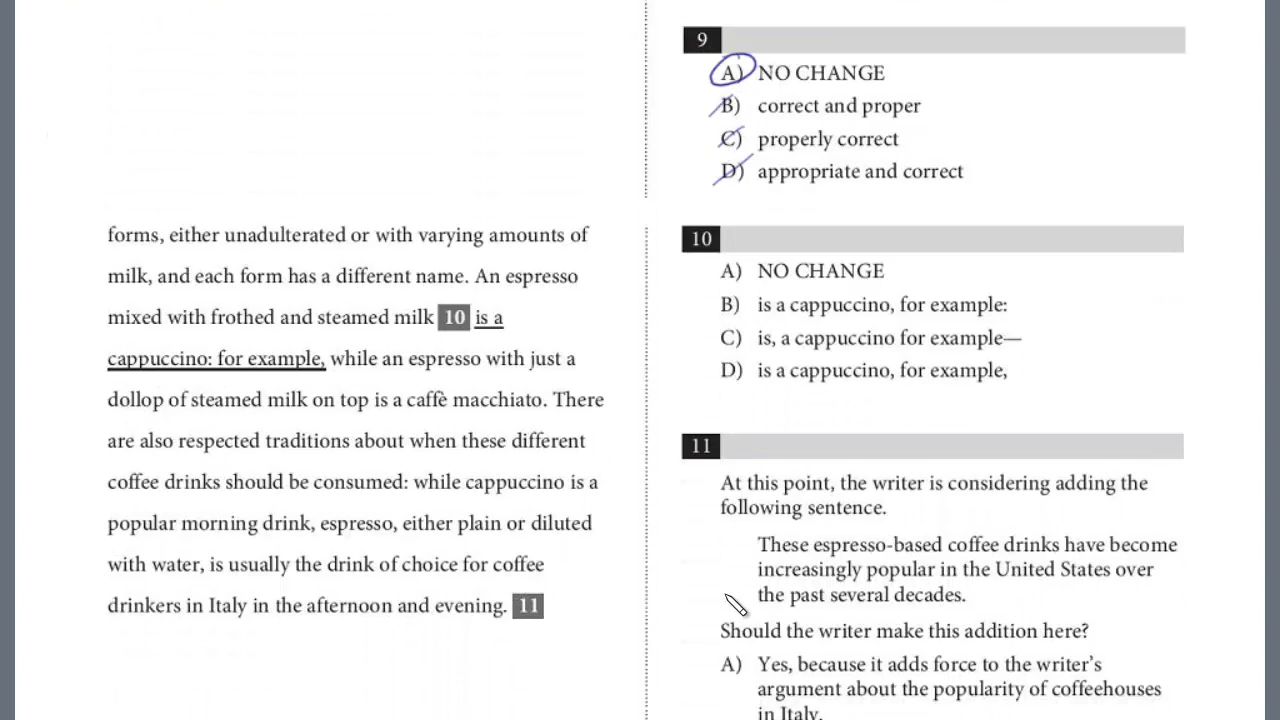 forms, either unadulterated or with varying amounts of
milk, and each form has a different name. An espresso
mixed with frothed and steamed milk 10 is a
cappuccino: for example, while an espresso with just a
dollop of steamed milk on top is a caffè macchiato. There
are also respected traditions about when these different
coffee drinks should be consumed: while cappuccino is a
popular morning drink, espresso, either plain or diluted
with water, is usually the drink of choice for coffee
drinkers in Italy in the afternoon and evening. 11
9
A) NO CHANGE
B) correct and proper
C) properly correct
D) appropriate and correct
10
A) NO CHANGE
B) is a cappuccino, for example:
C) is, a cappuccino for example—
D) is a cappuccino, for example,
11
At this point, the writer is considering adding the
following sentence.
These espresso-based coffee drinks have become
increasingly popular in the United States over
the past several decades.
Should the writer make this addition here?
A) Yes, because it adds force to the writer’s
argument about the popularity of coffeehouses
in Italy.